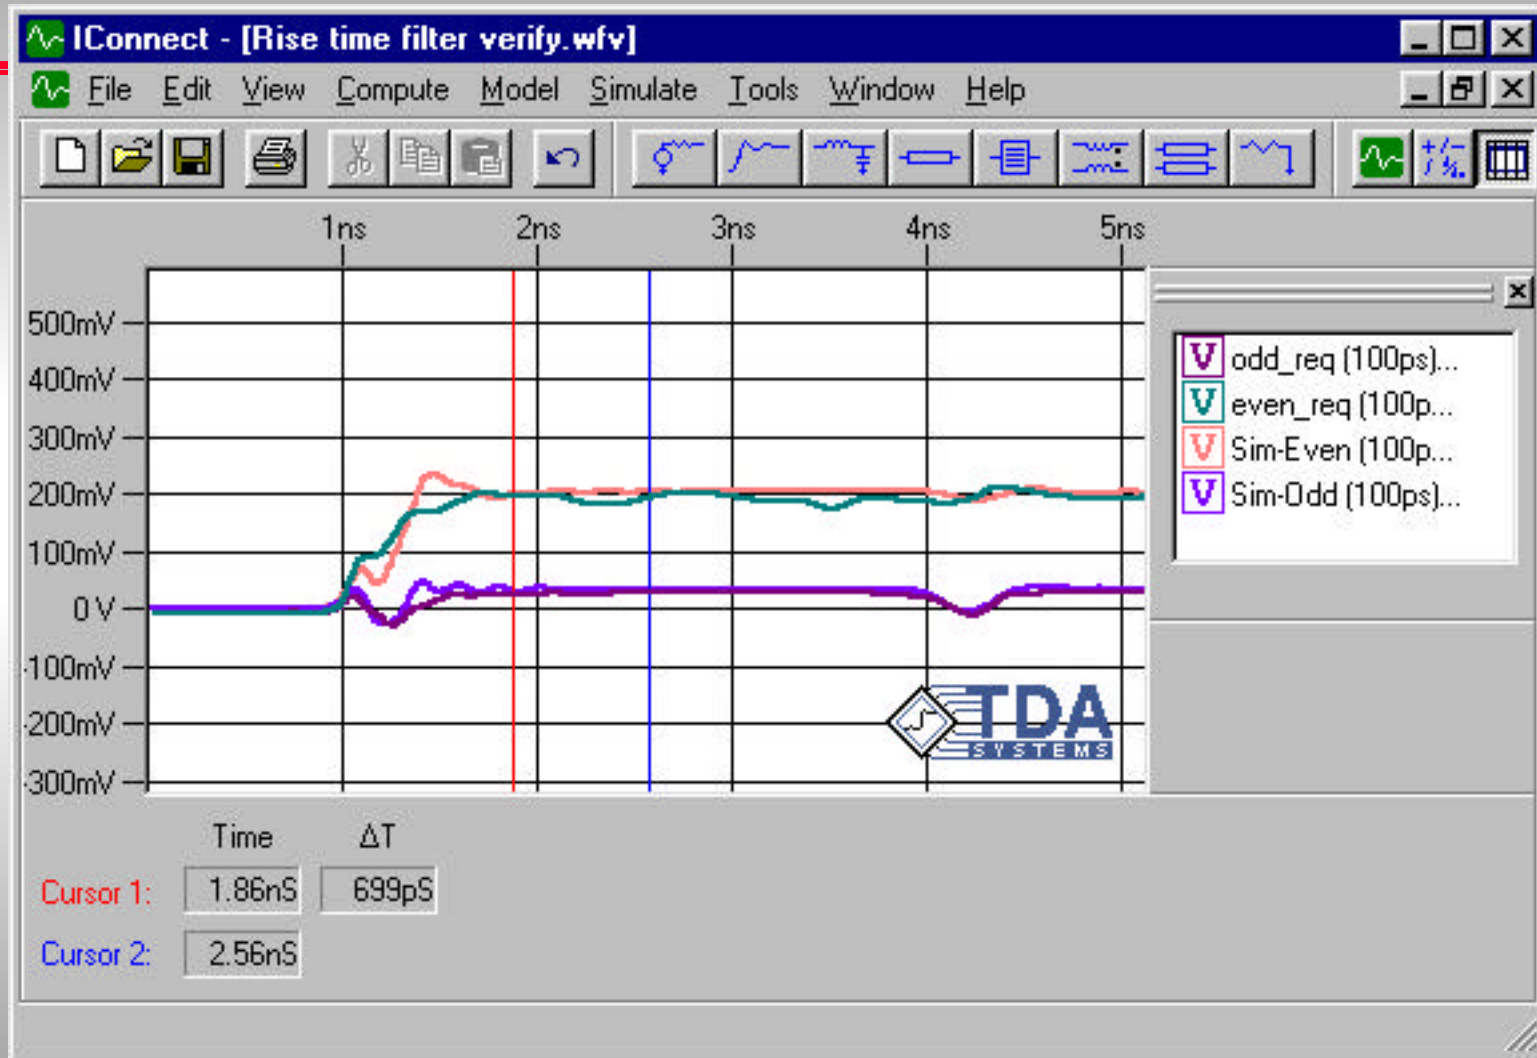 IConnect - [Rise time filter verify.wfv]
File Edit View Compute Model Simulate Tools Window Help
1ns 2ns 3ns 4ns 5ns
500mV
400mV
300mV
200mV
100mV
0 V
-100mV
-200mV
-300mV
V odd_req (100ps)...
V even_req (100p...
V Sim-Even (100p...
V Sim-Odd (100ps)...
TDA
SYSTEMS
Time ΔT
Cursor 1: 1.86nS 699pS
Cursor 2: 2.56nS